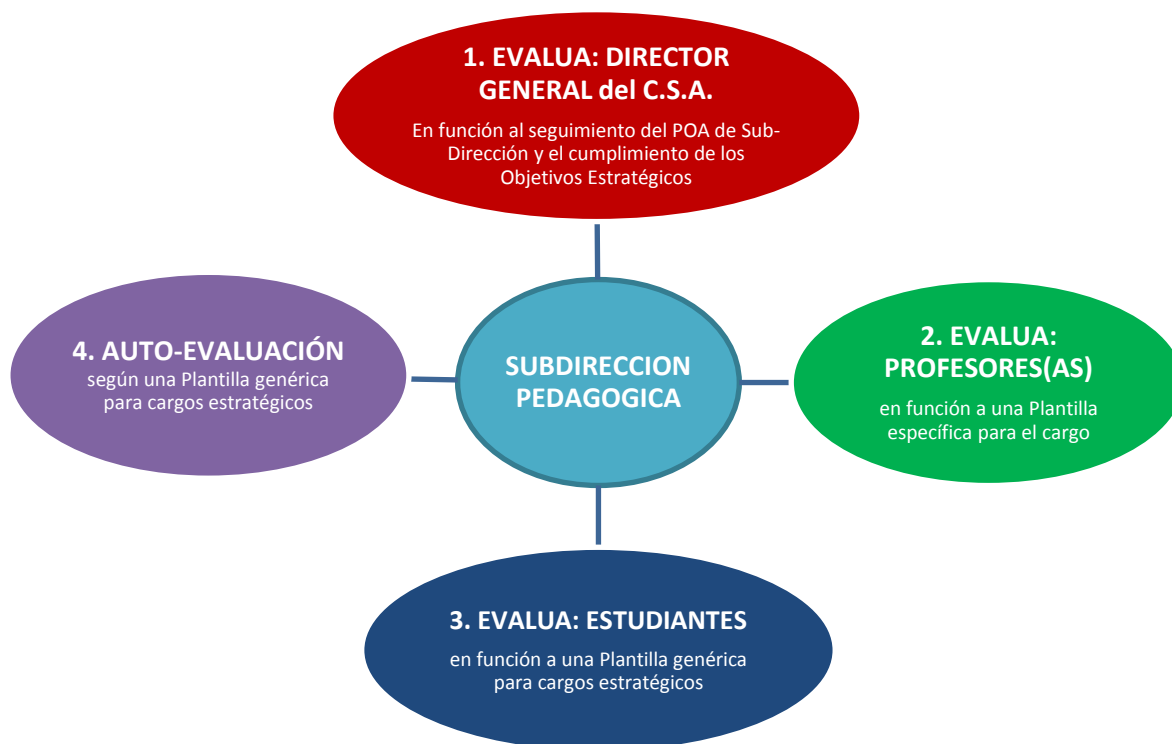 1. EVALUA: DIRECTOR
GENERAL del C.S.A.
En función al seguimiento del POA de Sub-
Dirección y el cumplimiento de los
Objetivos Estratégicos
4. AUTO-EVALUACIÓN
según una Plantilla genérica
para cargos estratégicos
SUBDIRECCION
PEDAGOGICA
2. EVALUA:
PROFESORES(AS)
en función a una Plantilla
específica para el cargo
3. EVALUA: ESTUDIANTES
en función a una Plantilla genérica
para cargos estratégicos